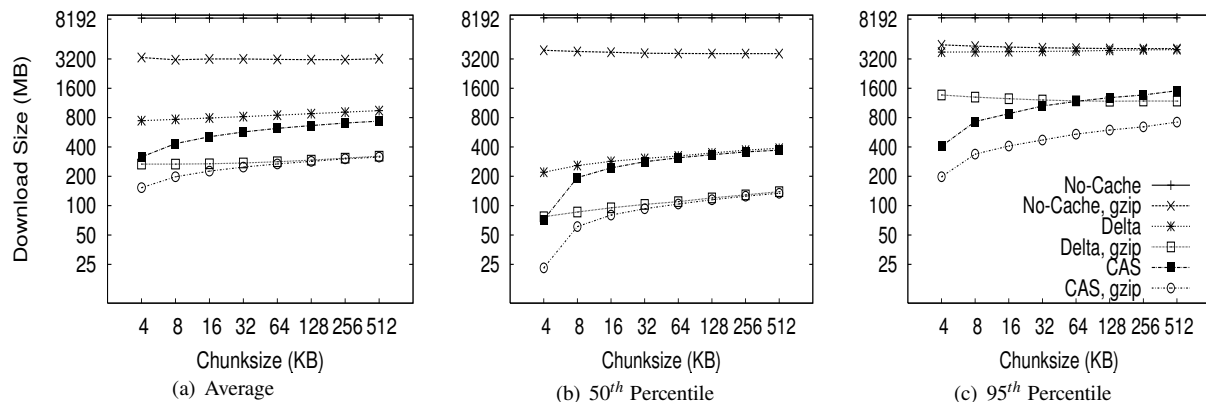 Download Size (MB)
8192
3200
1600
800
400
200
100
50
25
4 8 16 32 64 128 256 512
Chunksize (KB)
(a) Average
8192
3200
1600
800
400
200
100
50
25
4 8 16 32 64 128 256 512
Chunksize (KB)
(b) 50th Percentile
8192
3200
1600
800
400
200
100
50
25
No-Cache
No-Cache, gzip
Delta
Delta, gzip
CAS
CAS, gzip
4 8 16 32 64 128 256 512
Chunksize (KB)
(c) 95th Percentile